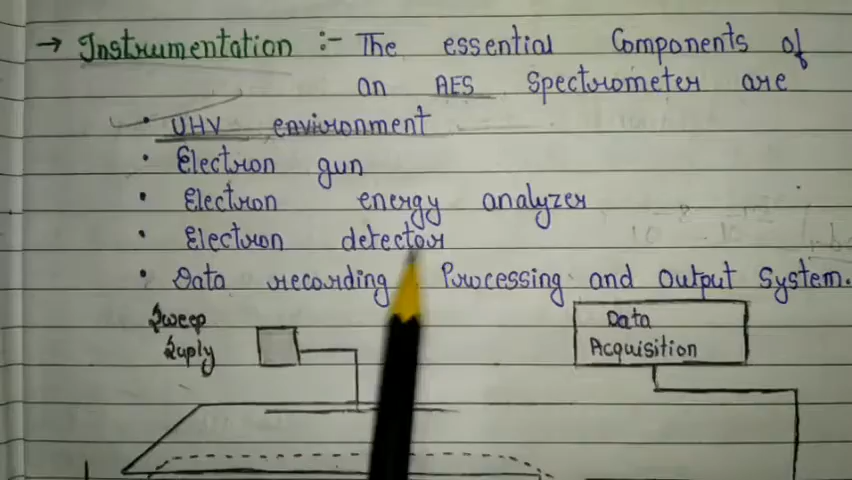 → Instrumentation :- The essential Components of
an AES Spectrometer are
• UHV environment
• Electron gun
• Electron energy analyzer
• Electron detector
• Data recording Processing and Output System.
Sweep
Suply
Data
Acquisition